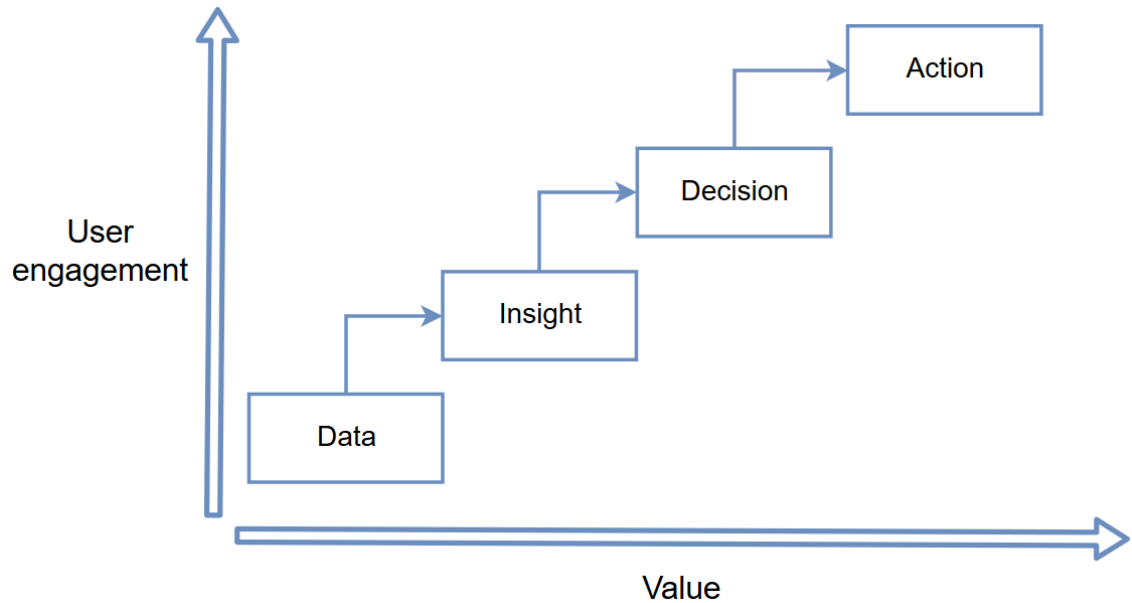 Action
Decision
User
engagement
Insight
Data
Value